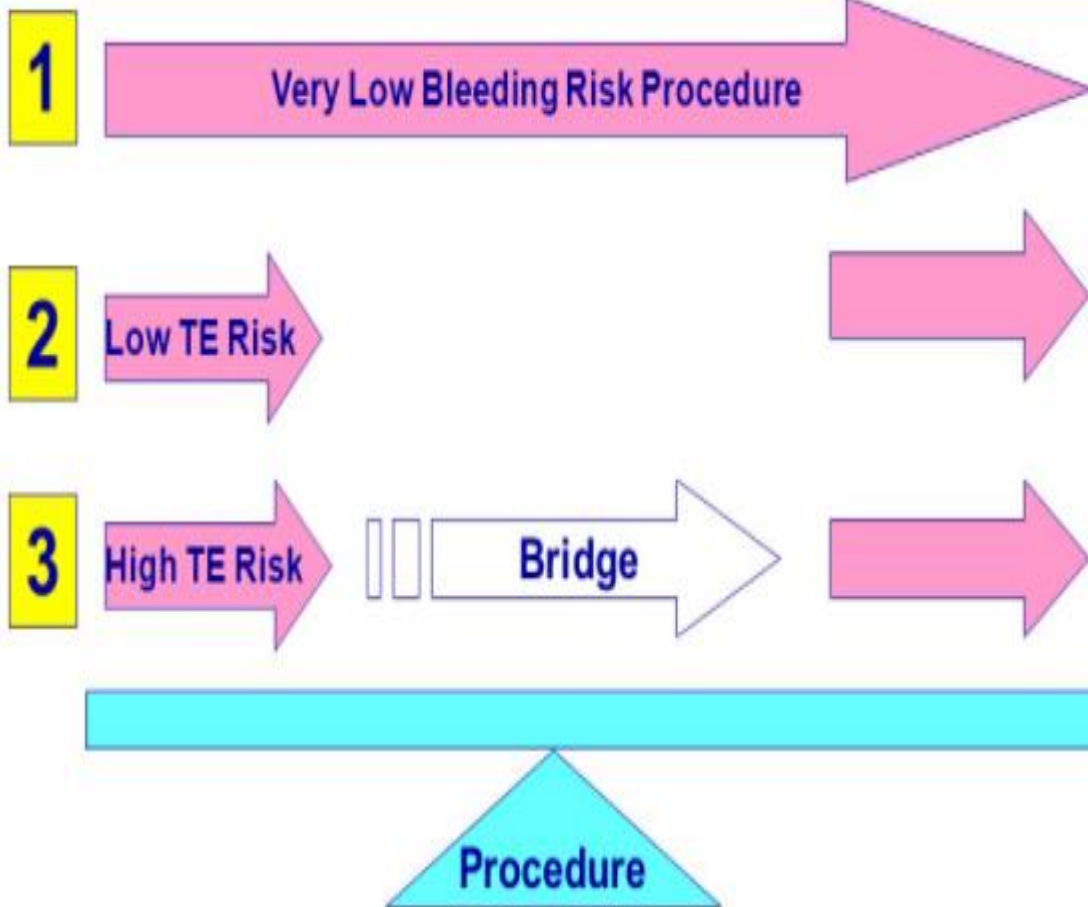 1
Very Low Bleeding Risk Procedure
2
Low TE Risk
3
High TE Risk
Bridge
Procedure